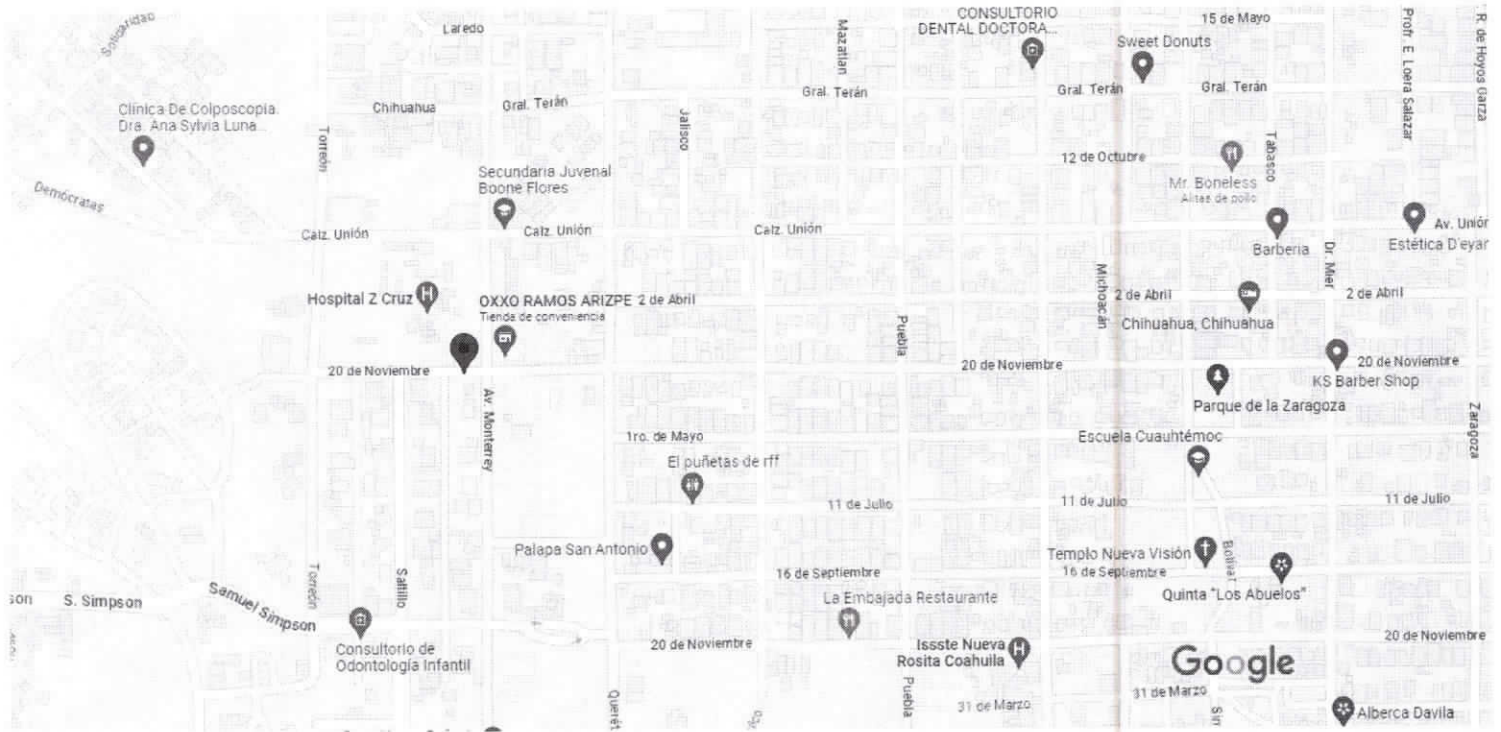 Solidaridad
Laredo
Mazatlan
CONSULTORIO
DENTAL DOCTORA...
15 de Mayo
Sweet Donuts
Profr. E Loera Salazar
R de Hoyos Garza
Clínica De Colposcopia.
Dra. Ana Sylvia Luna...
Chihuahua
Gral. Terán
Gral. Terán
Gral. Terán
Gral. Terán
Torreón
Jalisco
Tabasco
12 de Octubre
Secundaria Juvenal
Boone Flores
Mr. Boneless
Alitas de pollo
Demócratas
Calz. Unión
Calz. Unión
Calz. Unión
Av. Unión
Barberia
Estética D'eyar
Dr. Mier
Michoacán
Hospital Z Cruz
OXXO RAMOS ARIZPE
Tienda de conveniencia
2 de Abril
2 de Abril
2 de Abril
Chihuahua, Chihuahua
Puebla
20 de Noviembre
20 de Noviembre
20 de Noviembre
KS Barber Shop
Parque de la Zaragoza
Av. Monterrey
Zaragoza
1ro. de Mayo
Escuela Cuauhtémoc
El puñetas de rff
11 de Julio
11 de Julio
11 de Julio
Palapa San Antonio
Templo Nueva Visión
Bolívar
16 de Septiembre
16 de Septiembre
Quinta "Los Abuelos"
Torreón
Saltillo
son
S. Simpson
Samuel Simpson
La Embajada Restaurante
Consultorio de
Odontología Infantil
20 de Noviembre
Issste Nueva
Rosita Coahuila
20 de Noviembre
Google
Querét
Puebla
31 de Marzo
31 de Marzo
Sin
Alberca Davila